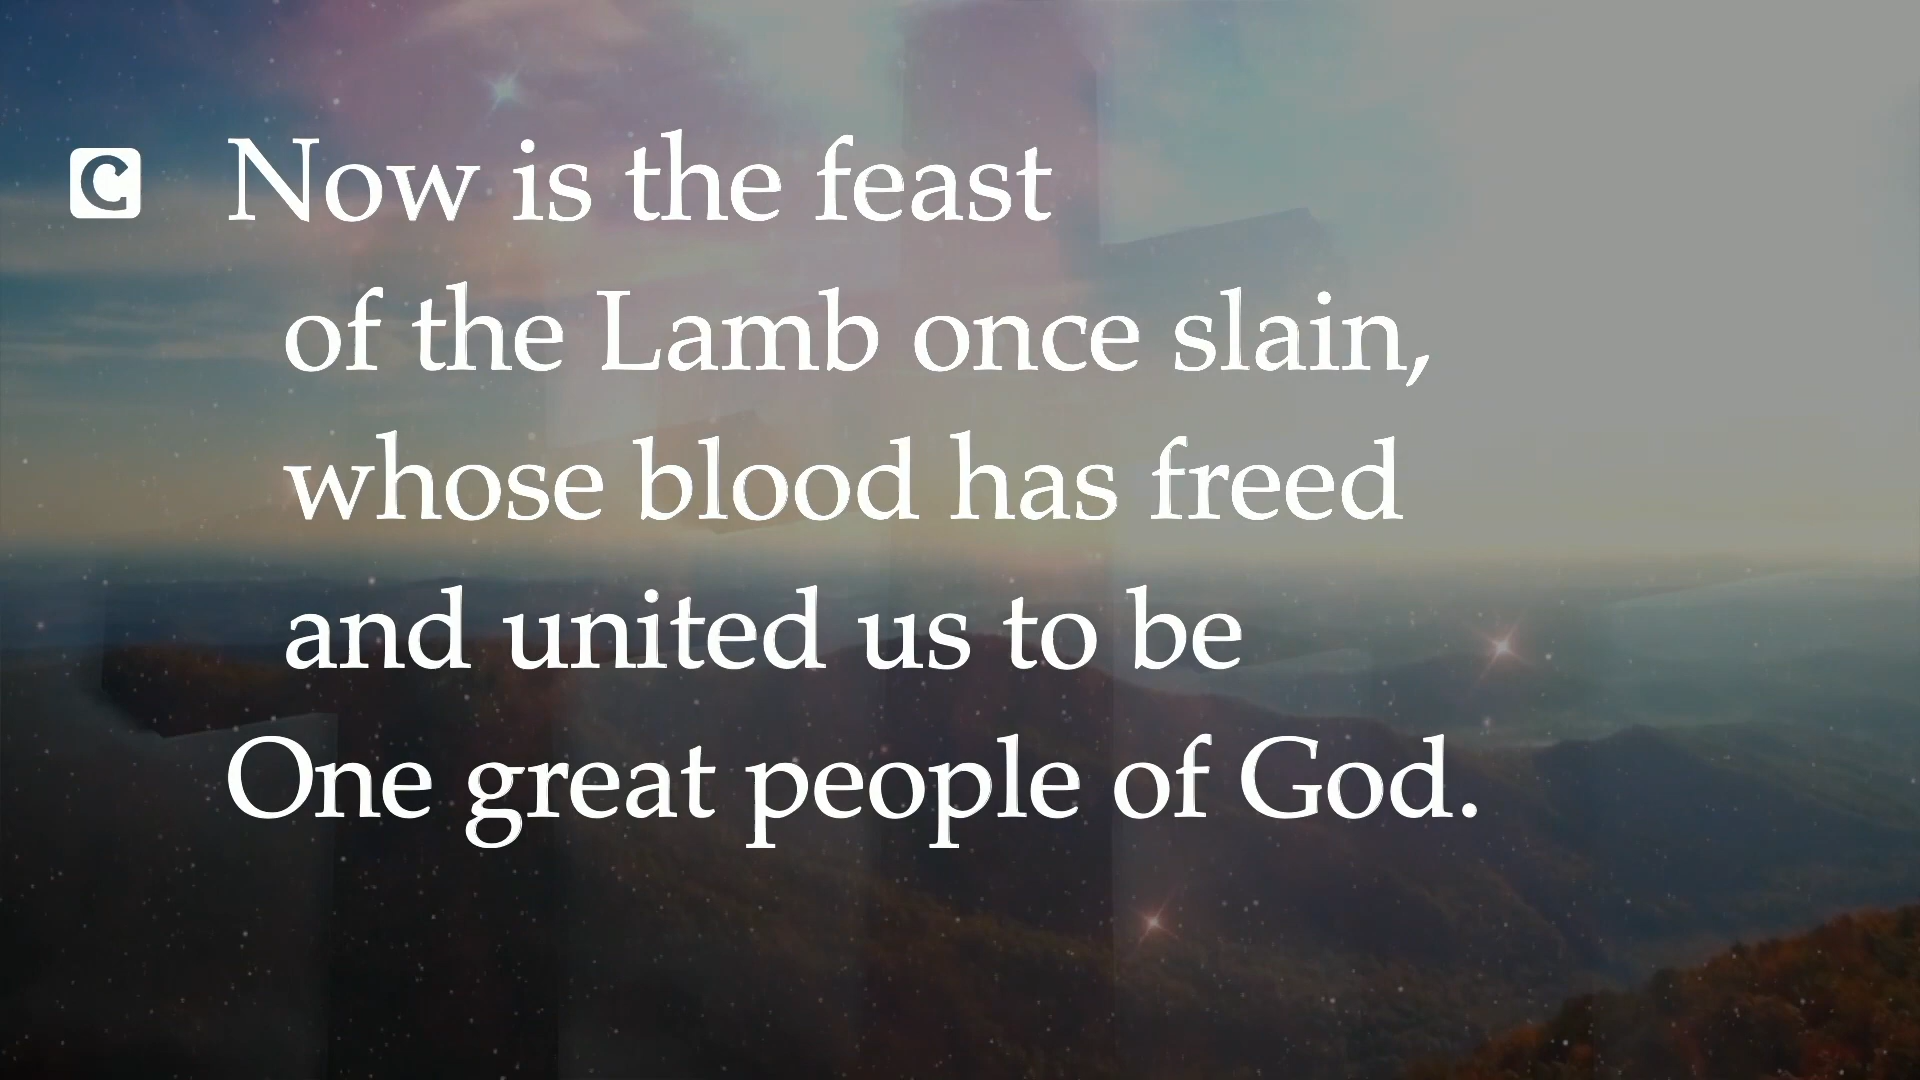 C Now is the feast
of the Lamb once slain,
whose blood has freed
and united us to be
One great people of God.